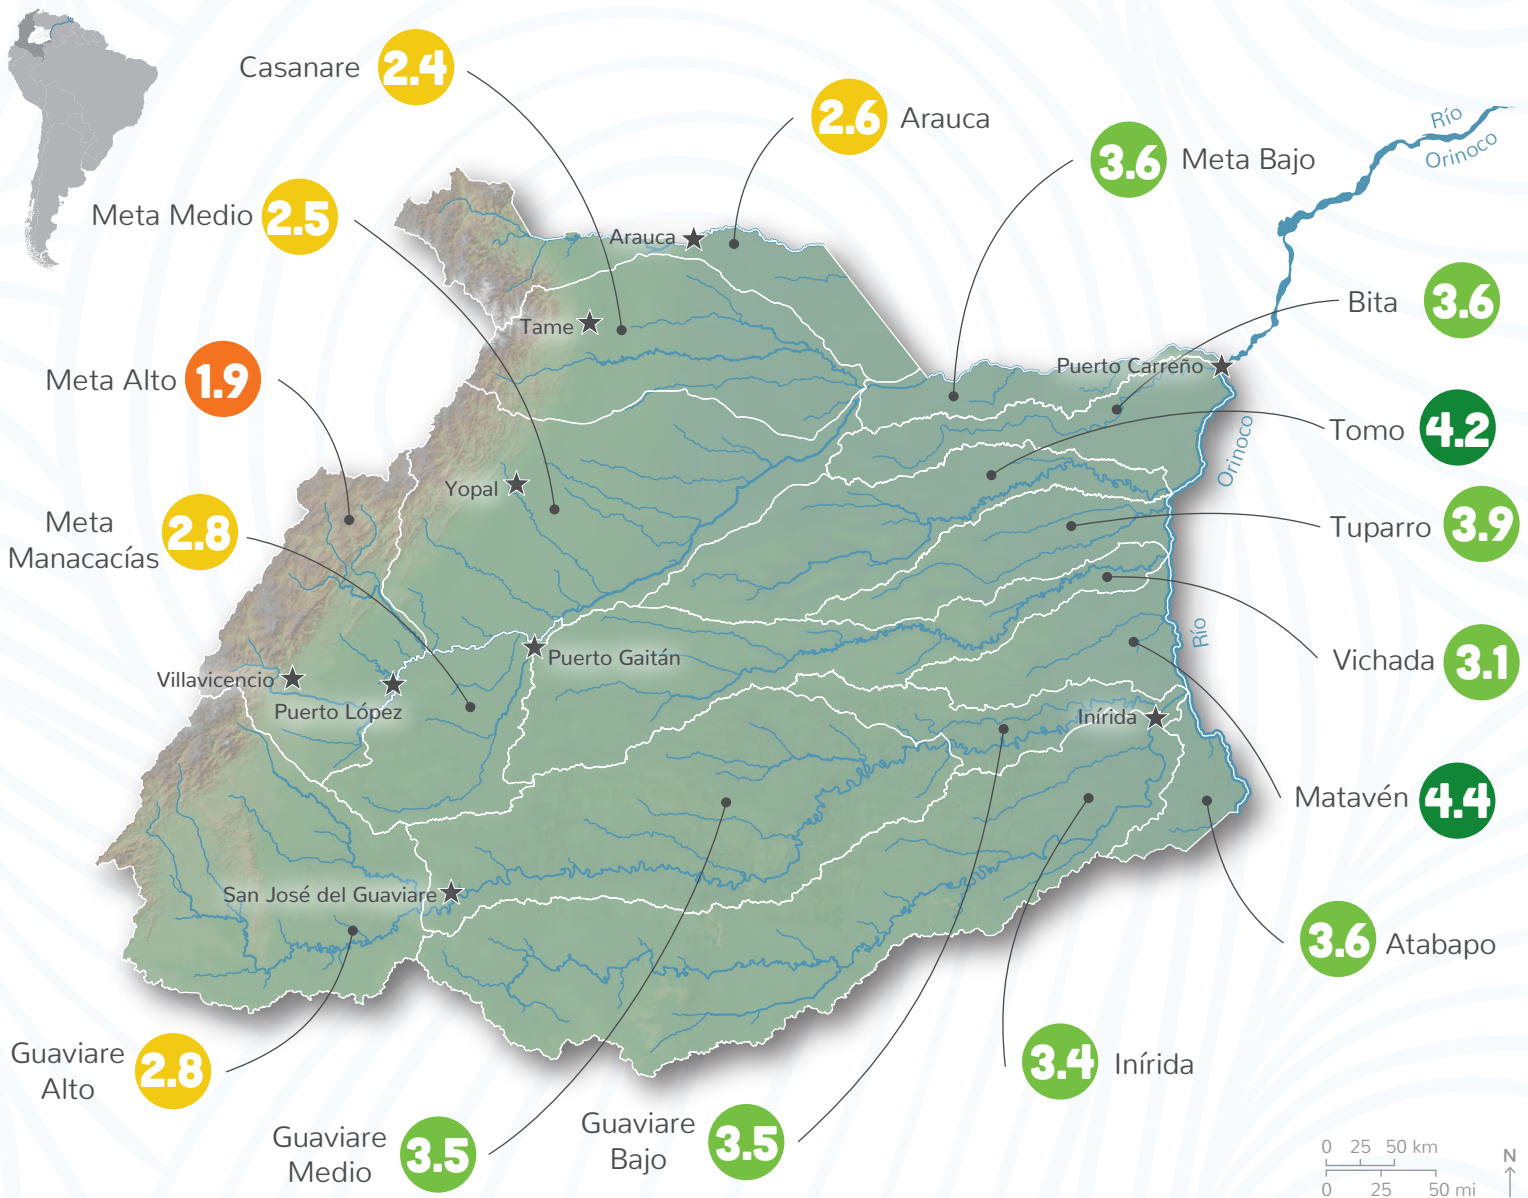 Casanare 2.4
2.6 Arauca
Río
Orinoco
3.6 Meta Bajo
Meta Medio 2.5
Arauca
Bita 3.6
Tame
Puerto Carreño
Meta Alto 1.9
Tomo 4.2
Orinoco
Yopal
Meta
Manacacías
2.8
Tuparro 3.9
Río
Puerto Gaitán
Vichada 3.1
Villavicencio
Puerto López
Inírida
Matavén 4.4
San José del Guaviare
3.6 Atabapo
Guaviare
Alto
2.8
3.4 Inírida
Guaviare
Medio
3.5
Guaviare
Bajo
3.5
0 25 50 km
0 25 50 mi
N